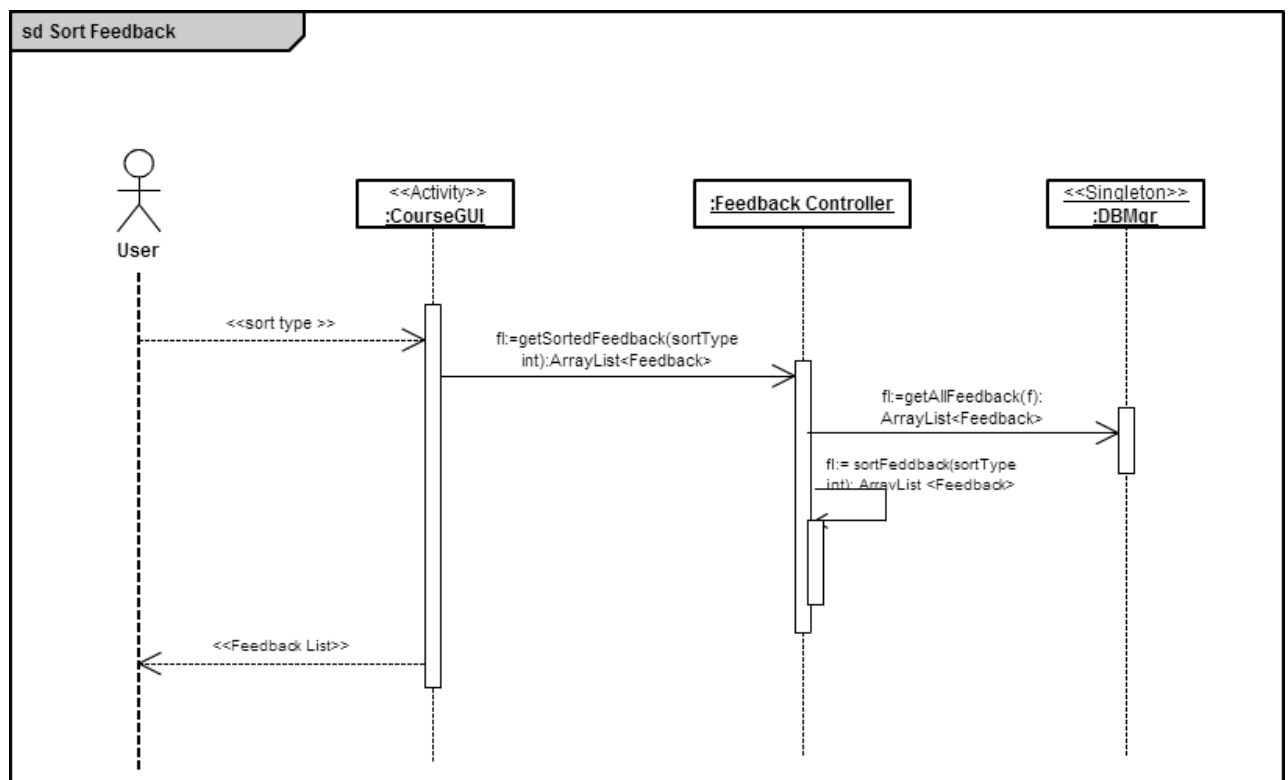 sd Sort Feedback
User
<<Activity>>
:CourseGUI
:Feedback Controller
<<Singleton>>
:DBMgr
<<sort type >>
fl:=getSortedFeedback(sortType
int):ArrayList<Feedback>
fl:=getAllFeedback(f):
ArrayList<Feedback>
fl:= sortFeddback(sortType
int): ArrayList <Feedback>
<<Feedback List>>